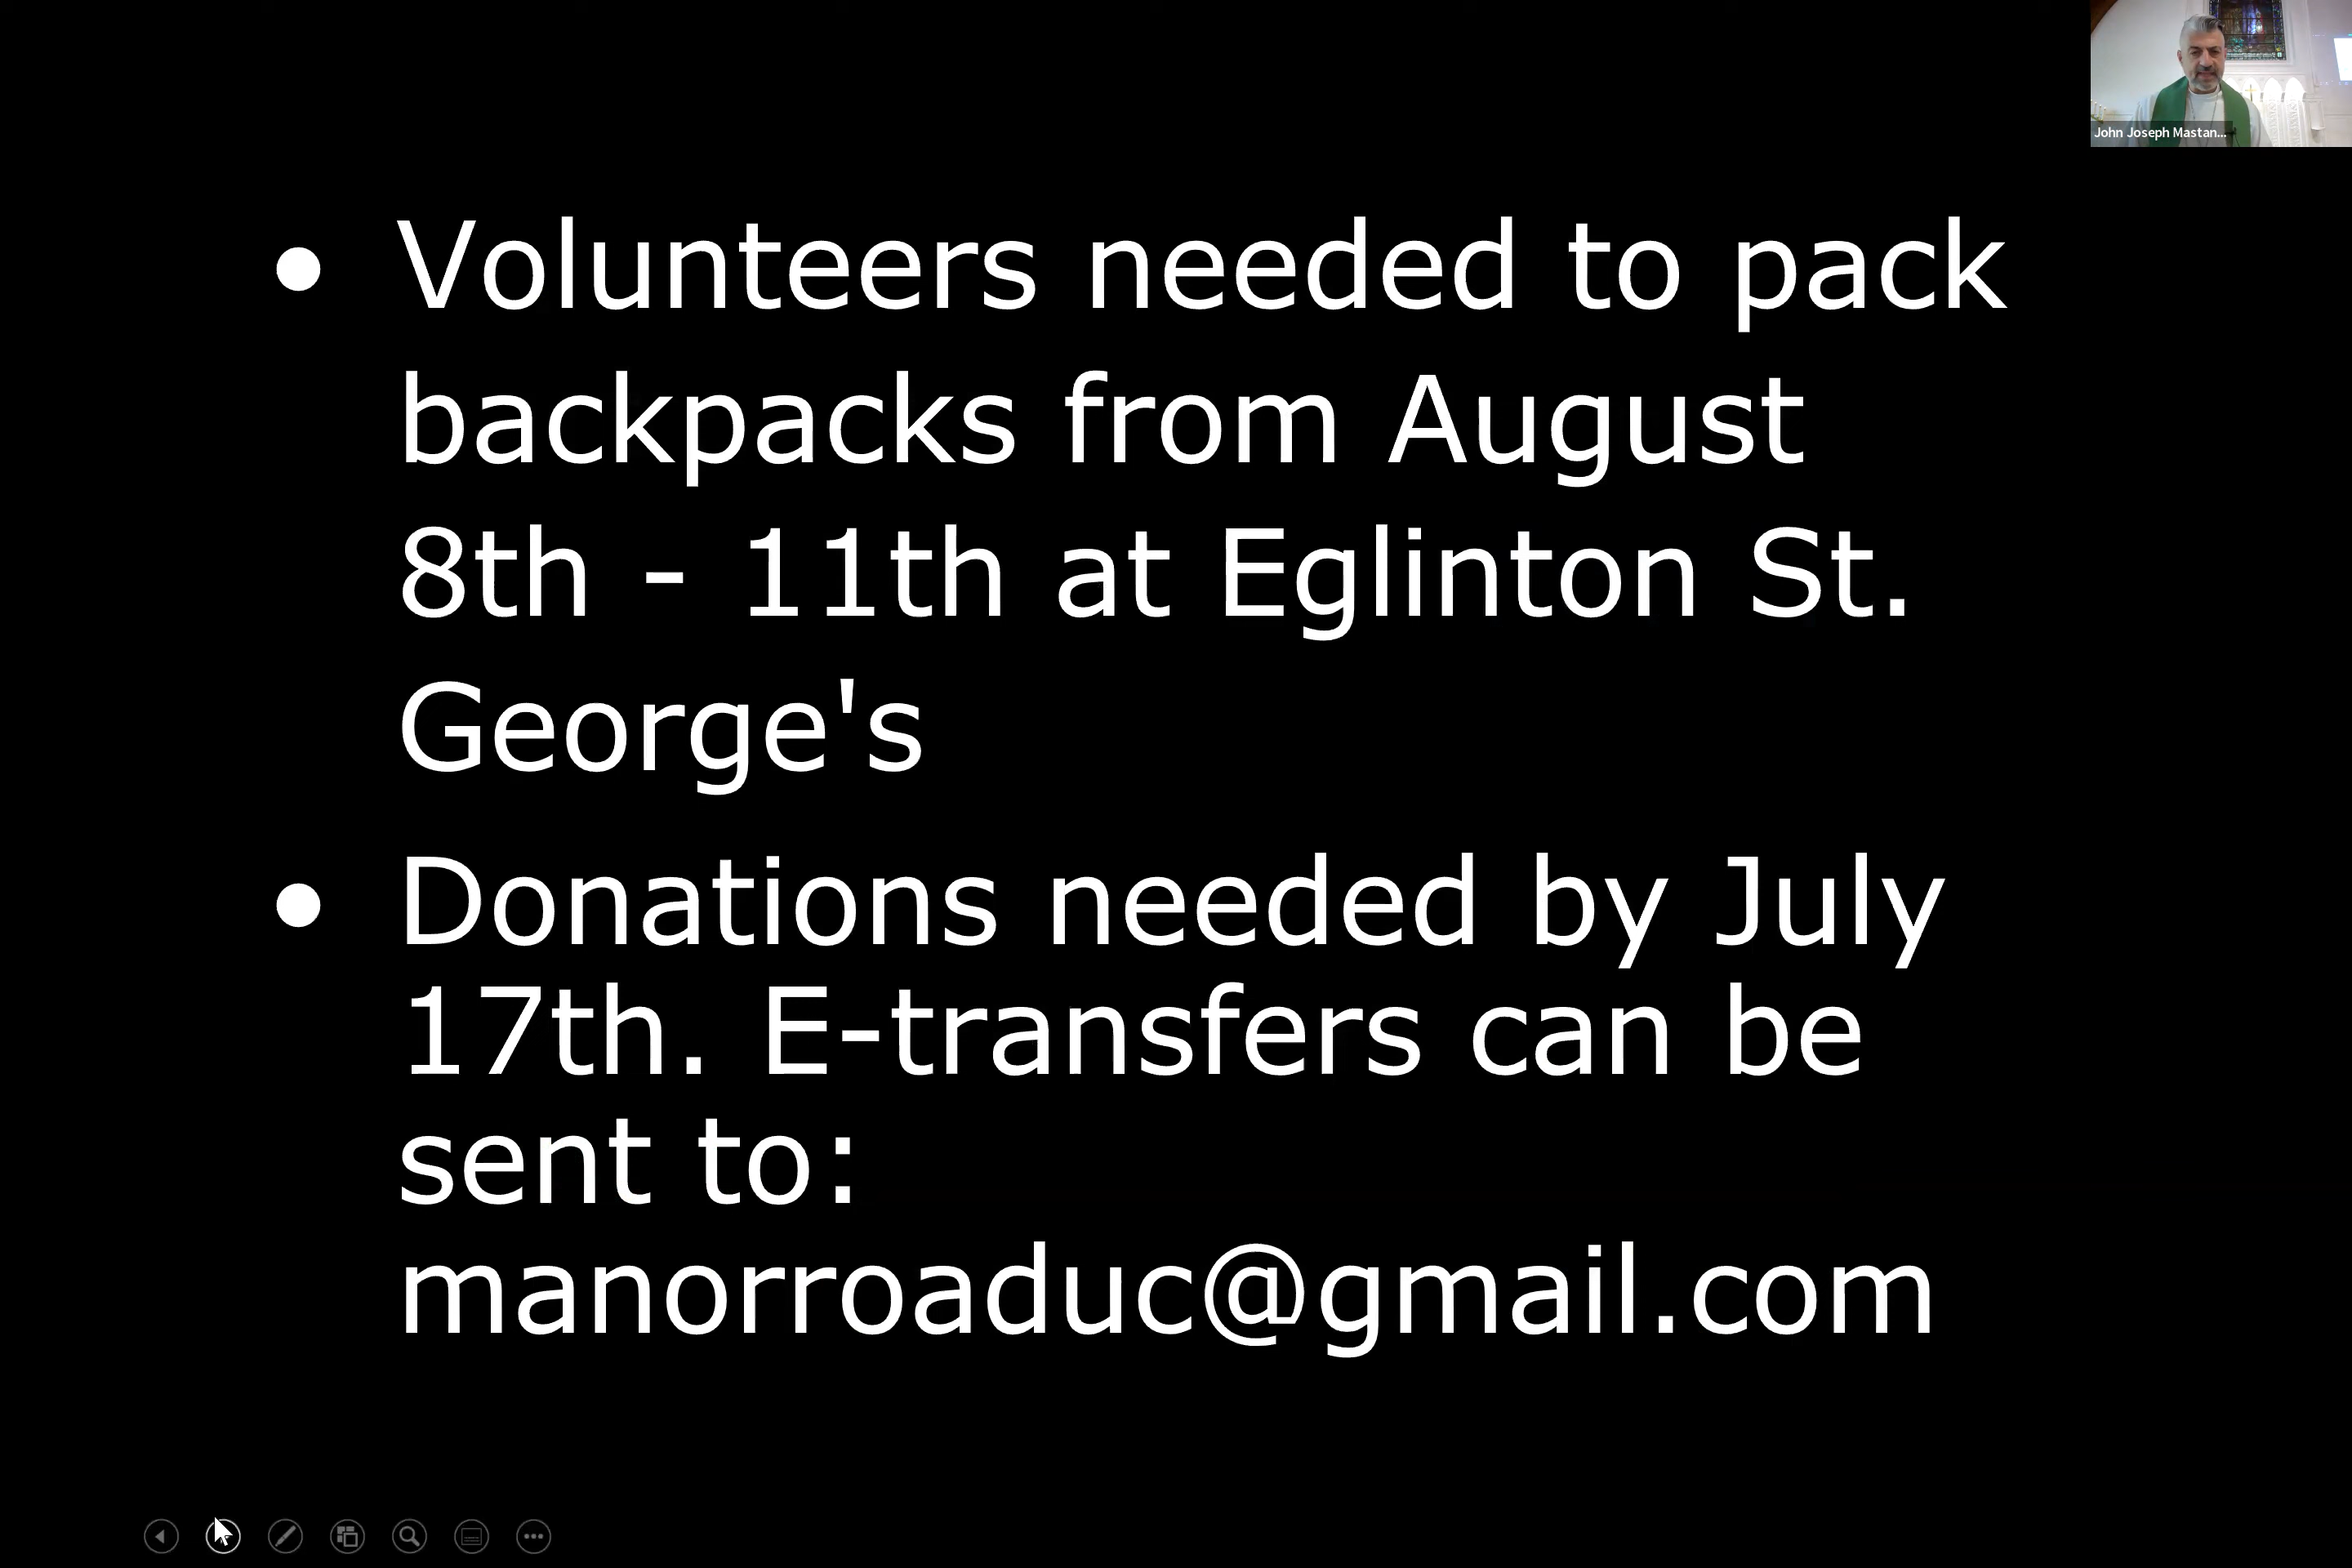 John Joseph Mastan...
• Volunteers needed to pack
backpacks from August
8th - 11th at Eglinton St.
George's
• Donations needed by July
17th. E-transfers can be
sent to:
manorroaduc@gmail.com